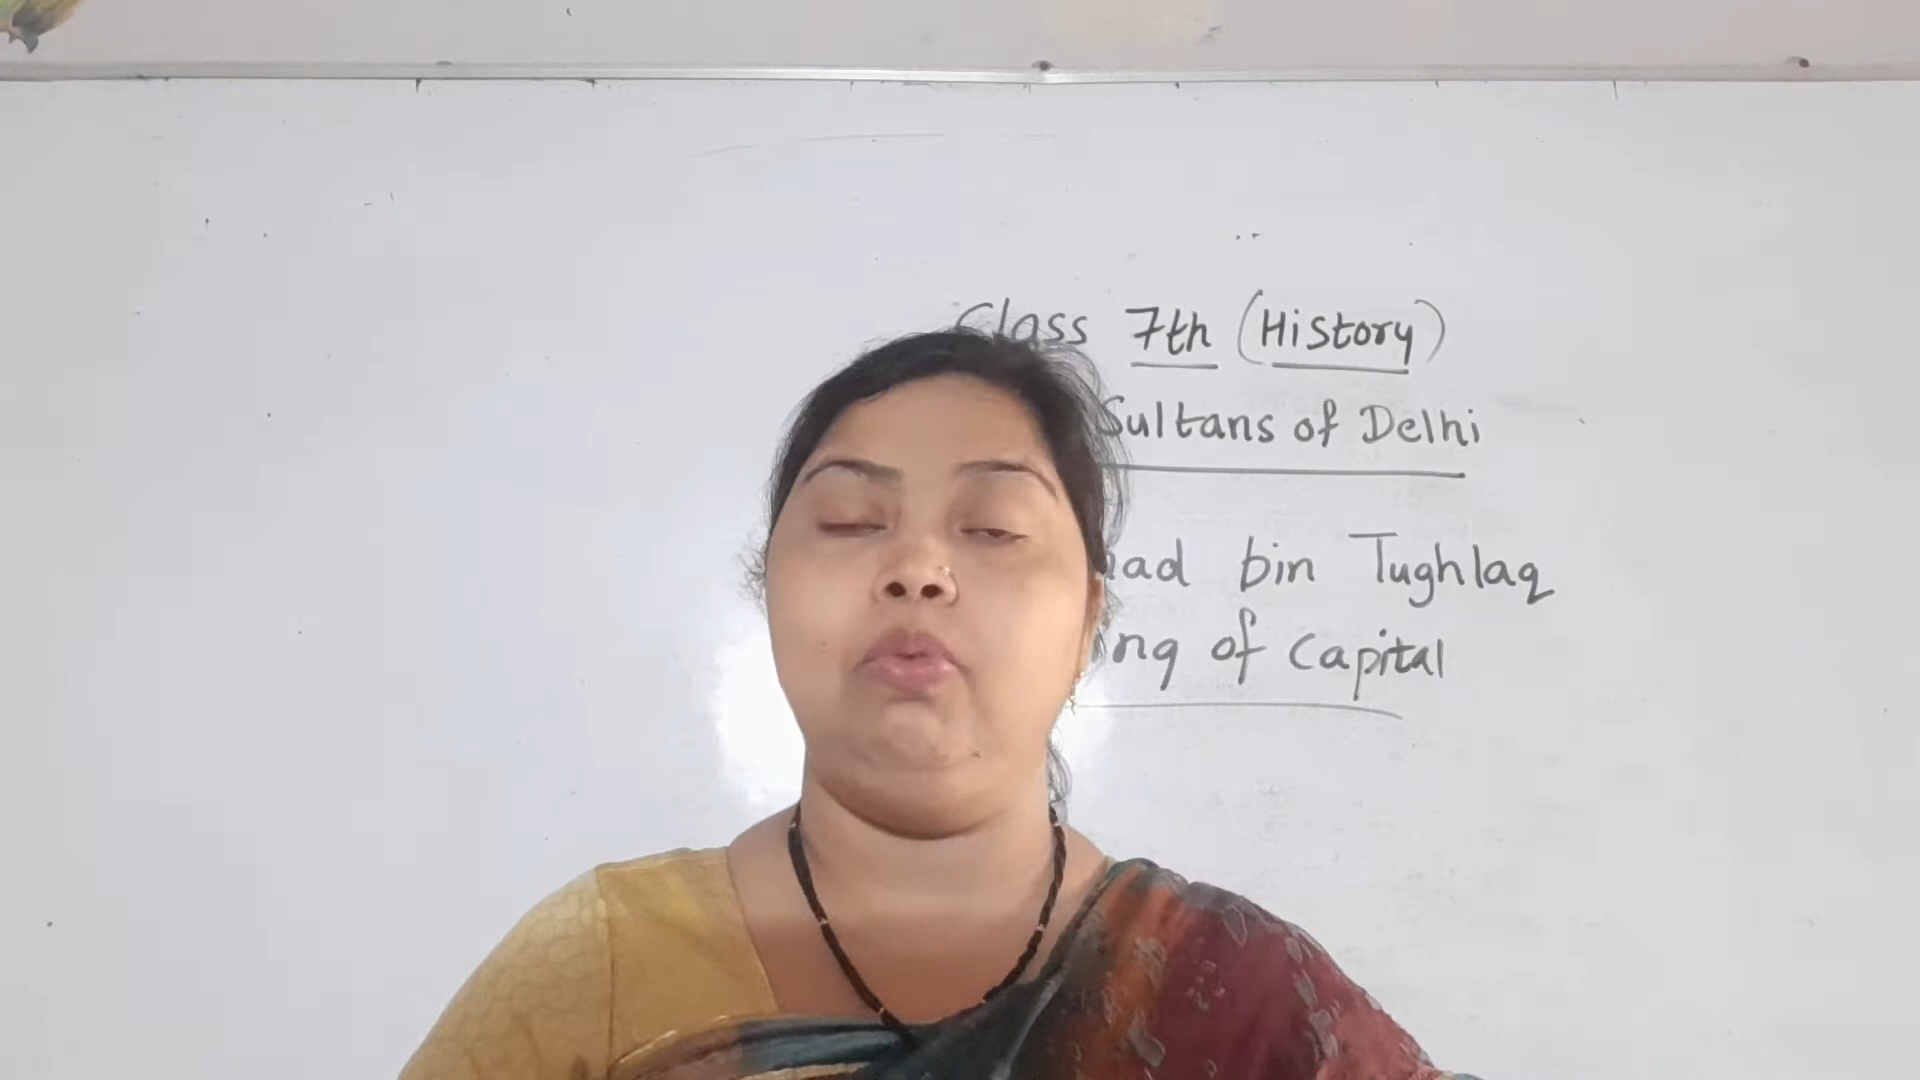 Class 7th (History)
Sultans of Delhi
bin Tughlaq
of Capital